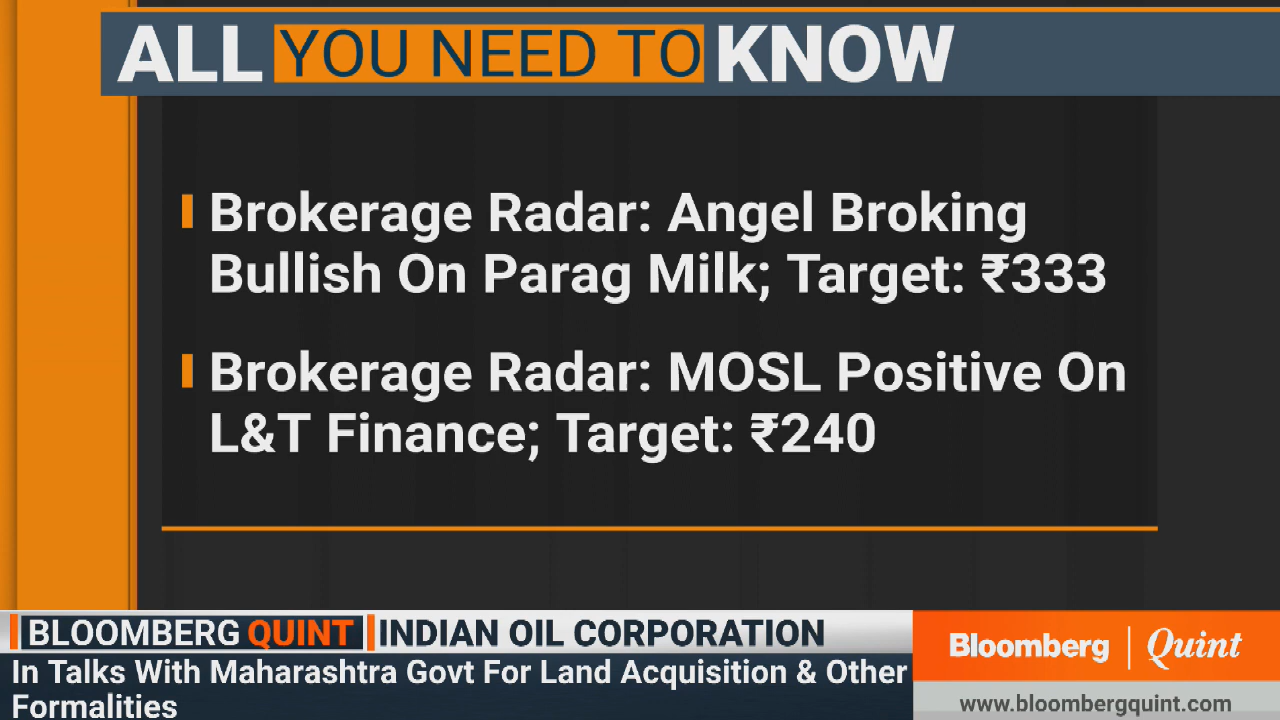 ALL YOU NEED TO KNOW
Brokerage Radar: Angel Broking
Bullish On Parag Milk; Target: ₹333
Brokerage Radar: MOSL Positive On
L&T Finance; Target: ₹240
BLOOMBERG QUINT INDIAN OIL CORPORATION
In Talks With Maharashtra Govt For Land Acquisition & Other
Formalities
Bloomberg | Quint
www.bloombergquint.com